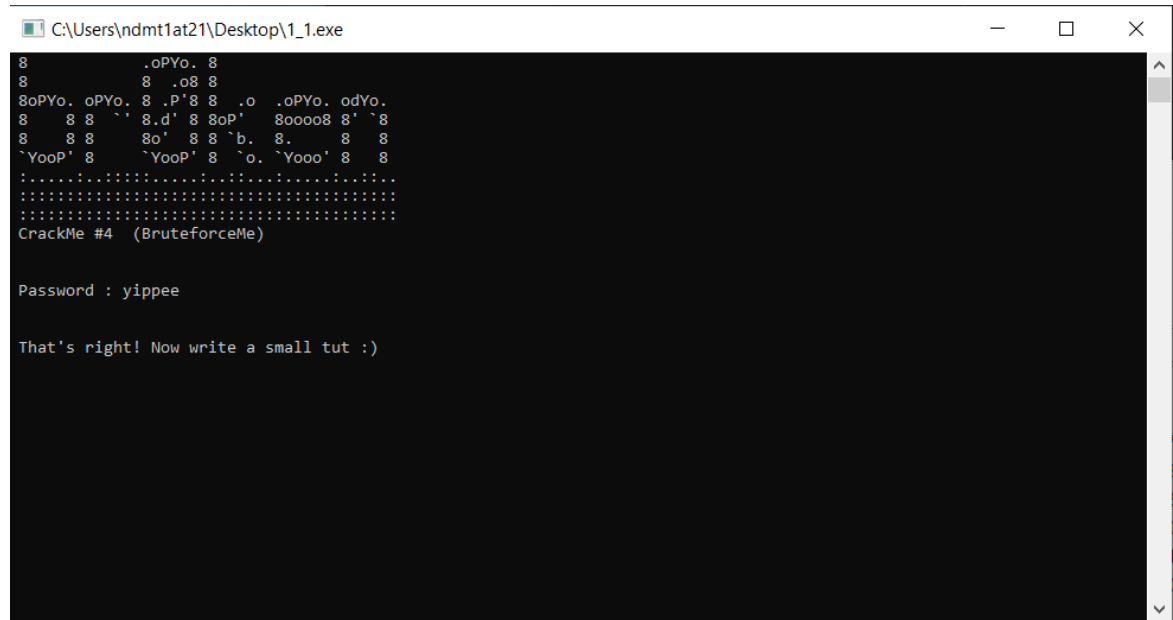 C:\Users\ndmt1at21\Desktop\1_1.exe
8             .oPYo. 8
8             8  .o8 8
8oPYo. oPYo. 8 .P'8 8  .o  .oPYo. odYo.
8    8 8  `' 8.d' 8 8oP'   8oooo8 8' `8
8    8 8     8o'  8 8 `b.  8.     8   8
`YooP' 8     `YooP' 8  `o. `Yooo' 8   8
:.....:..:::::.....:..::...:.....:..::..
::::::::::::::::::::::::::::::::::::::::
::::::::::::::::::::::::::::::::::::::::
CrackMe #4  (BruteforceMe)
Password : yippee
That's right! Now write a small tut :)